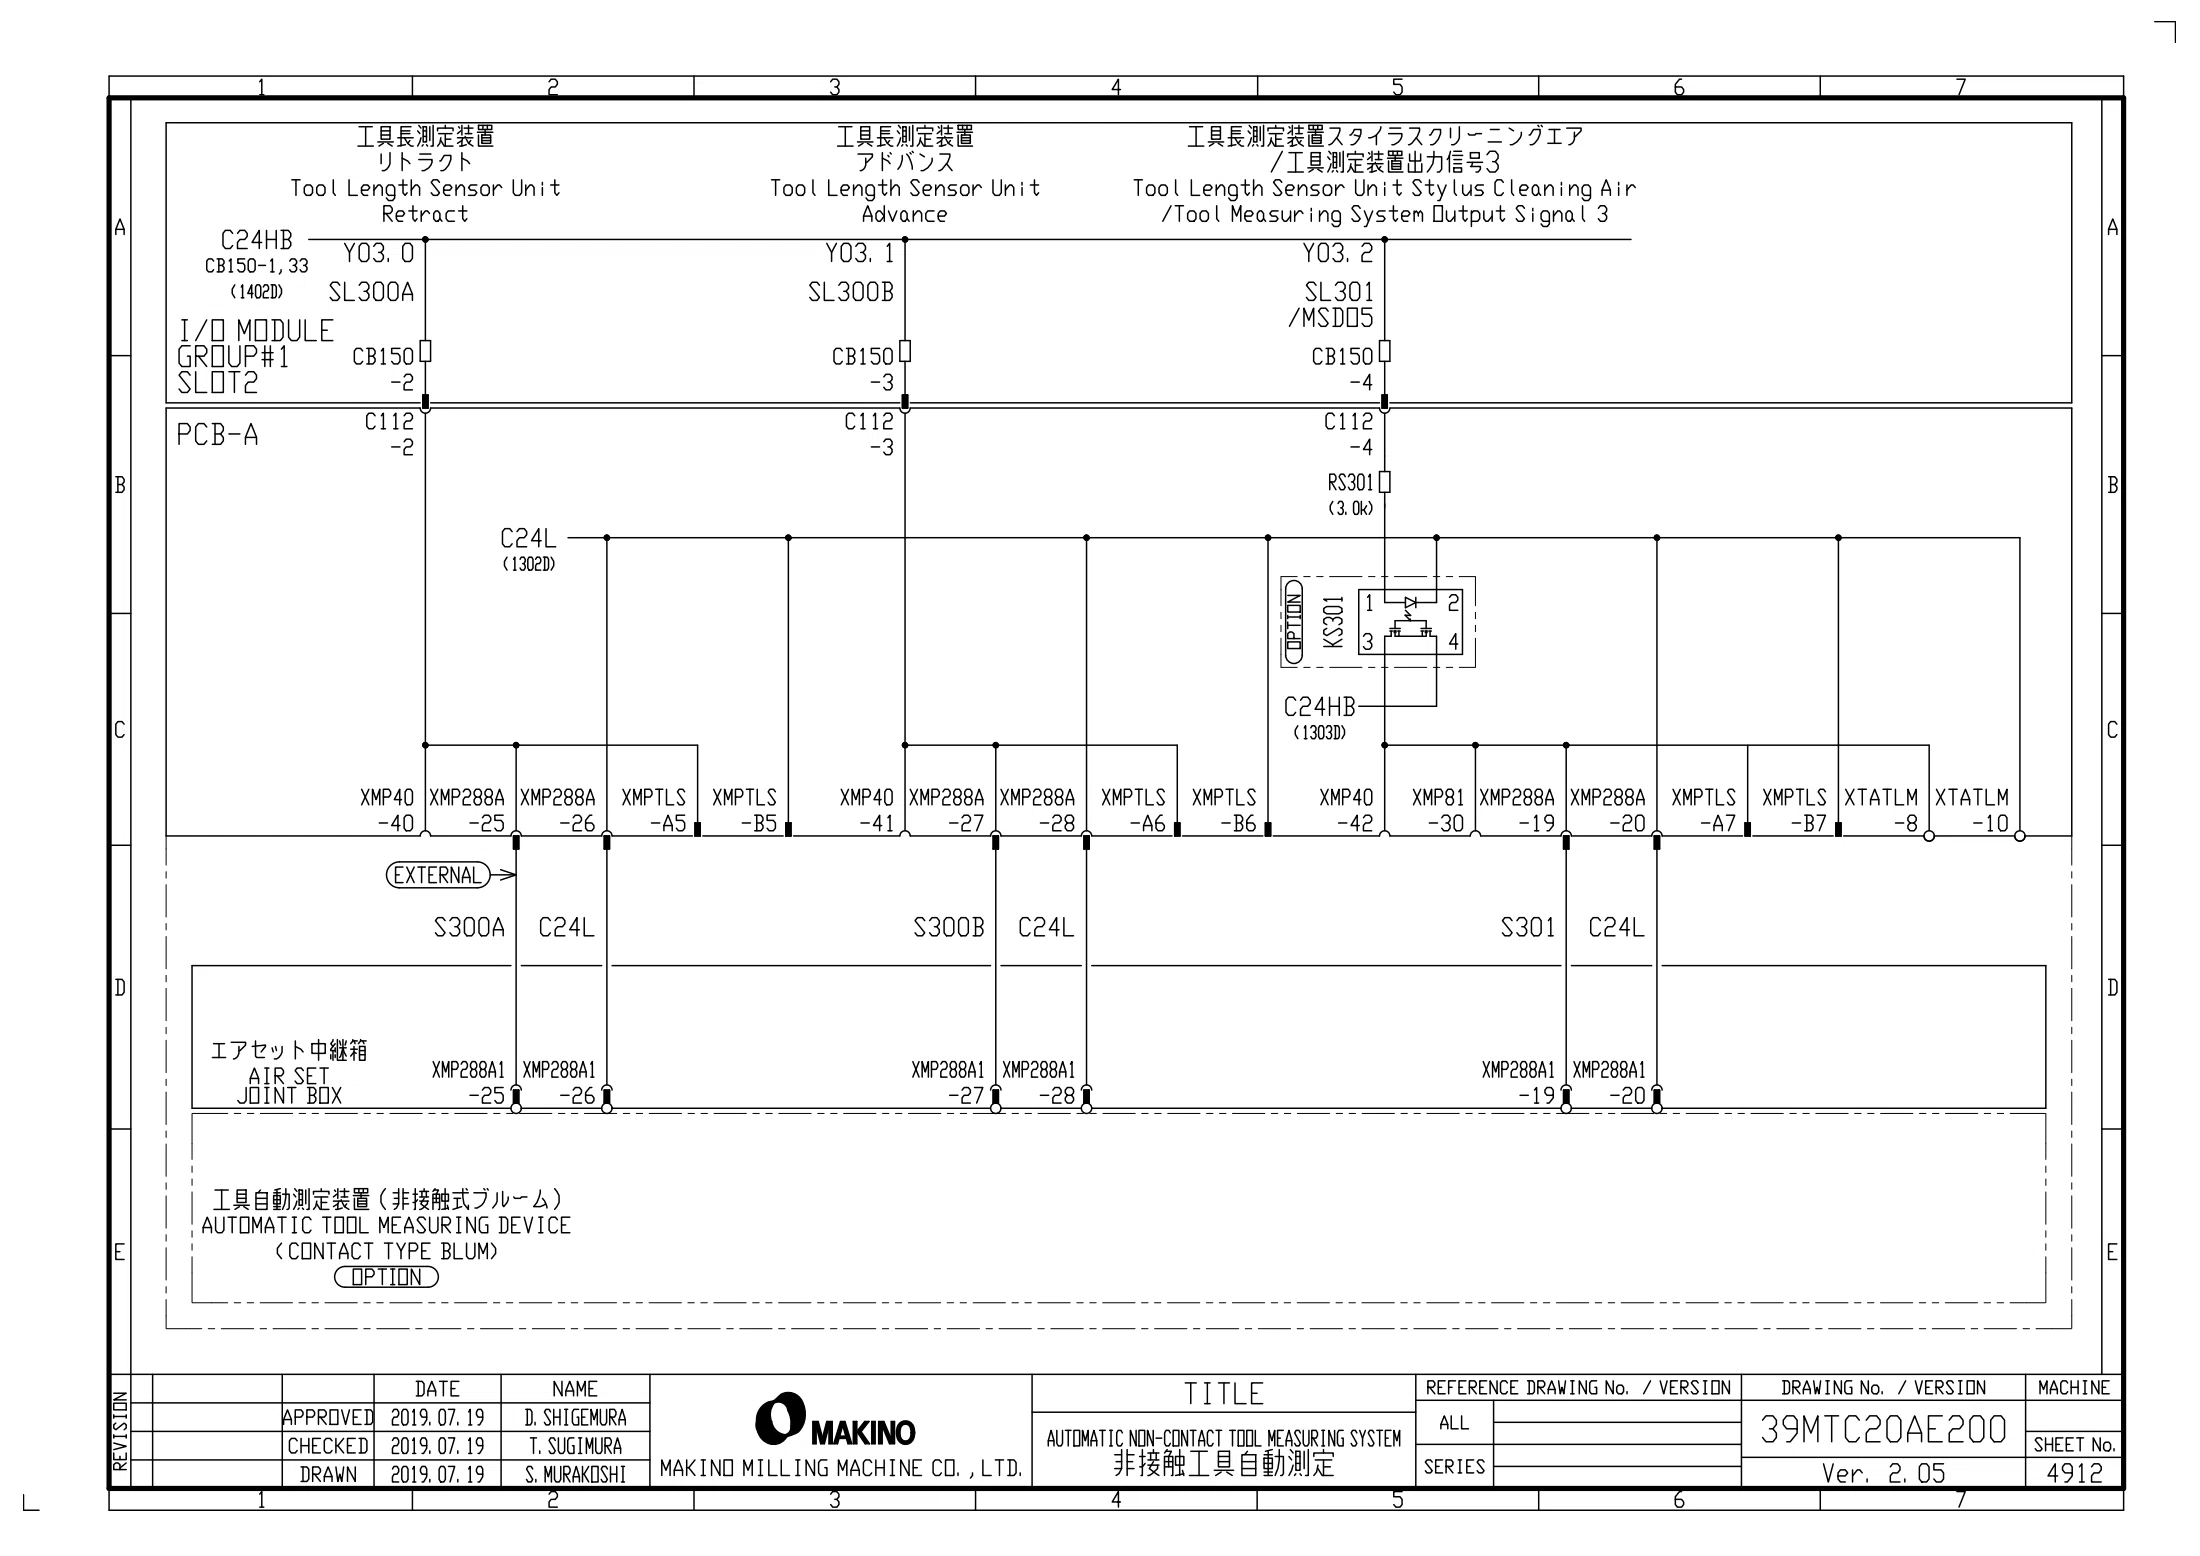 1 2 3 4 5 6 7
工具長測定装置
リトラクト
Tool Length Sensor Unit
Retract
工具長測定装置
アドバンス
Tool Length Sensor Unit
Advance
工具長測定装置スタイラスクリーニングエア
/工具測定装置出力信号3
Tool Length Sensor Unit Stylus Cleaning Air
/Tool Measuring System Output Signal 3
A A
C24HB
CB150-1,33
(1402D)
Y03.0
SL300A
Y03.1
SL300B
Y03.2
SL301
/MSD05
I/O MODULE
GROUP#1
SLOT2
CB150
-2
CB150
-3
CB150
-4
PCB-A
C112
-2
C112
-3
C112
-4
B B
RS301
(3.0k)
C24L
(1302D)
OPTION
KS301
1 2
3 4
C24HB
(1303D)
C C
XMP40 XMP288A XMP288A XMPTLS XMPTLS XMP40 XMP288A XMP288A XMPTLS XMPTLS XMP40 XMP81 XMP288A XMP288A XMPTLS XMPTLS XTATLM XTATLM
-40 -25 -26 -A5 -B5 -41 -27 -28 -A6 -B6 -42 -30 -19 -20 -A7 -B7 -8 -10
EXTERNAL
S300A C24L S300B C24L S301 C24L
D D
エアセット中継箱
AIR SET
JOINT BOX
XMP288A1 XMP288A1 XMP288A1 XMP288A1 XMP288A1 XMP288A1
-25 -26 -27 -28 -19 -20
工具自動測定装置(非接触式ブルーム)
AUTOMATIC TOOL MEASURING DEVICE
(CONTACT TYPE BLUM)
OPTION
E E
REVISION
DATE NAME
APPROVED 2019.07.19 D. SHIGEMURA
CHECKED 2019.07.19 T. SUGIMURA
DRAWN 2019.07.19 S. MURAKOSHI
MAKINO
MAKINO MILLING MACHINE CO.,LTD.
TITLE
AUTOMATIC NON-CONTACT TOOL MEASURING SYSTEM
非接触工具自動測定
REFERENCE DRAWING No. / VERSION
ALL
SERIES
DRAWING No. / VERSION
39MTC20AE200
Ver. 2.05
MACHINE
SHEET No.
4912
1 2 3 4 5 6 7